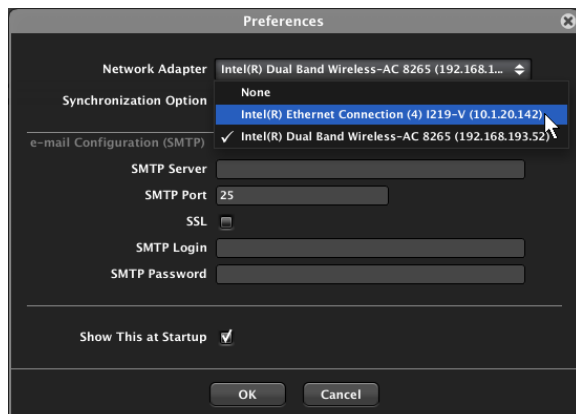 Preferences
Network Adapter Intel(R) Dual Band Wireless-AC 8265 (192.168.1...
None
Synchronization Option
Intel(R) Ethernet Connection (4) I219-V (10.1.20.142)
✓ Intel(R) Dual Band Wireless-AC 8265 (192.168.193.52)
e-mail Configuration (SMTP)
SMTP Server
SMTP Port 25
SSL
SMTP Login
SMTP Password
Show This at Startup
OK Cancel